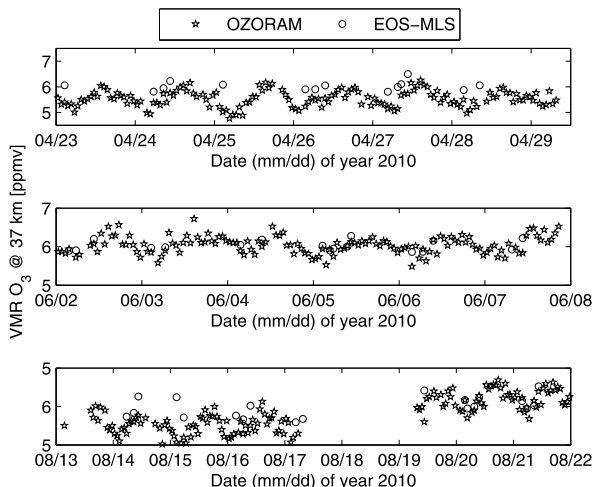 OZORAM EOS−MLS
7
6
5
04/23 04/24 04/25 04/26 04/27 04/28 04/29
Date (mm/dd) of year 2010
VMR O3 @ 37 km [ppmv]
7
6
5
06/02 06/03 06/04 06/05 06/06 06/07 06/08
Date (mm/dd) of year 2010
5
6
5
08/13 08/14 08/15 08/16 08/17 08/18 08/19 08/20 08/21 08/22
Date (mm/dd) of year 2010